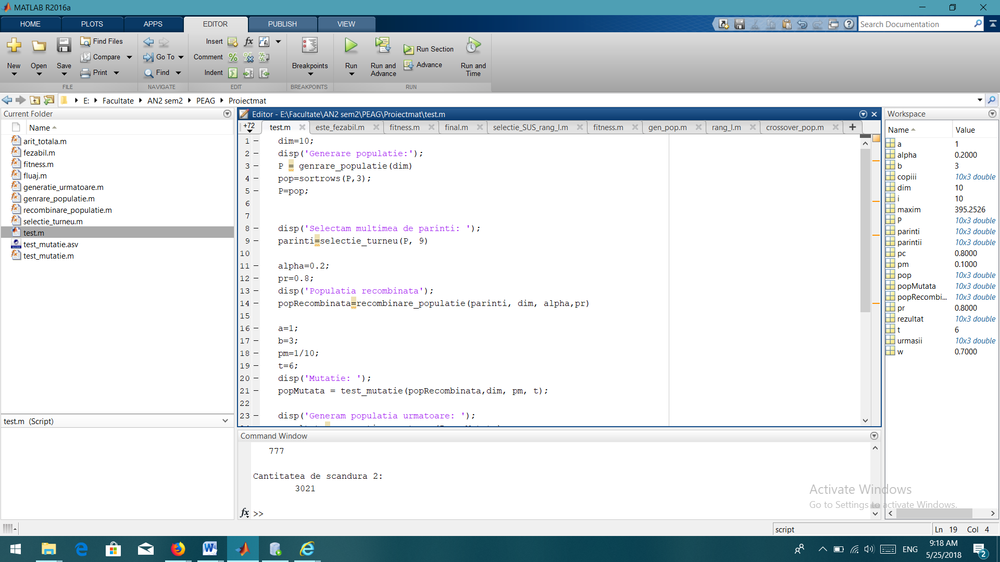 MATLAB R2016a
HOME PLOTS APPS EDITOR PUBLISH VIEW
Search Documentation
New Open Save Find Files Compare Print
FILE
Go To Find
NAVIGATE
Insert fx
Comment
Indent
EDIT
Breakpoints
BREAKPOINTS
Run Run and Advance Run Section Advance Run and Time
RUN
E: Facultate AN2 sem2 PEAG Proiectmat
Current Folder
Name
arit_totala.m
fezabil.m
fitness.m
fluaj.m
generatie_urmatoare.m
genrare_populatie.m
recombinare_populatie.m
selectie_turneu.m
test.m
test_mutatie.asv
test_mutatie.m
test.m (Script)
Editor - E:\Facultate\AN2 sem2\PEAG\Proiectmat\test.m
+72 test.m este_fezabil.m fitness.m final.m selectie_SUS_rang_l.m fitness.m gen_pop.m rang_l.m crossover_pop.m
1 dim=10;
2 disp('Generare populatie:');
3 P = genrare_populatie(dim)
4 pop=sortrows(P,3);
5 P=pop;
6
7
8 disp('Selectam multimea de parinti: ');
9 parinti=selectie_turneu(P, 9)
10
11 alpha=0.2;
12 pr=0.8;
13 disp('Populatia recombinata');
14 popRecombinata=recombinare_populatie(parinti, dim, alpha,pr)
15
16 a=1;
17 b=3;
18 pm=1/10;
19 t=6;
20 disp('Mutatie: ');
21 popMutata = test_mutatie(popRecombinata,dim, pm, t);
22
23 disp('Generam populatia urmatoare: ');
Command Window
777
Cantitatea de scandura 2:
3021
fx >>
Workspace
Name Value
a 1
alpha 0.2000
b 3
copiii 10x3 double
dim 10
i 10
maxim 395.2526
P 10x3 double
parinti 10x3 double
parintii 10x3 double
pc 0.8000
pm 0.1000
pop 10x3 double
popMutata 10x3 double
popRecombi... 10x3 double
pr 0.8000
rezultat 10x3 double
t 6
urmasii 10x3 double
w 0.7000
Activate Windows
Go to Settings to activate Windows.
script Ln 19 Col 4
ENG
9:18 AM
5/25/2018
2